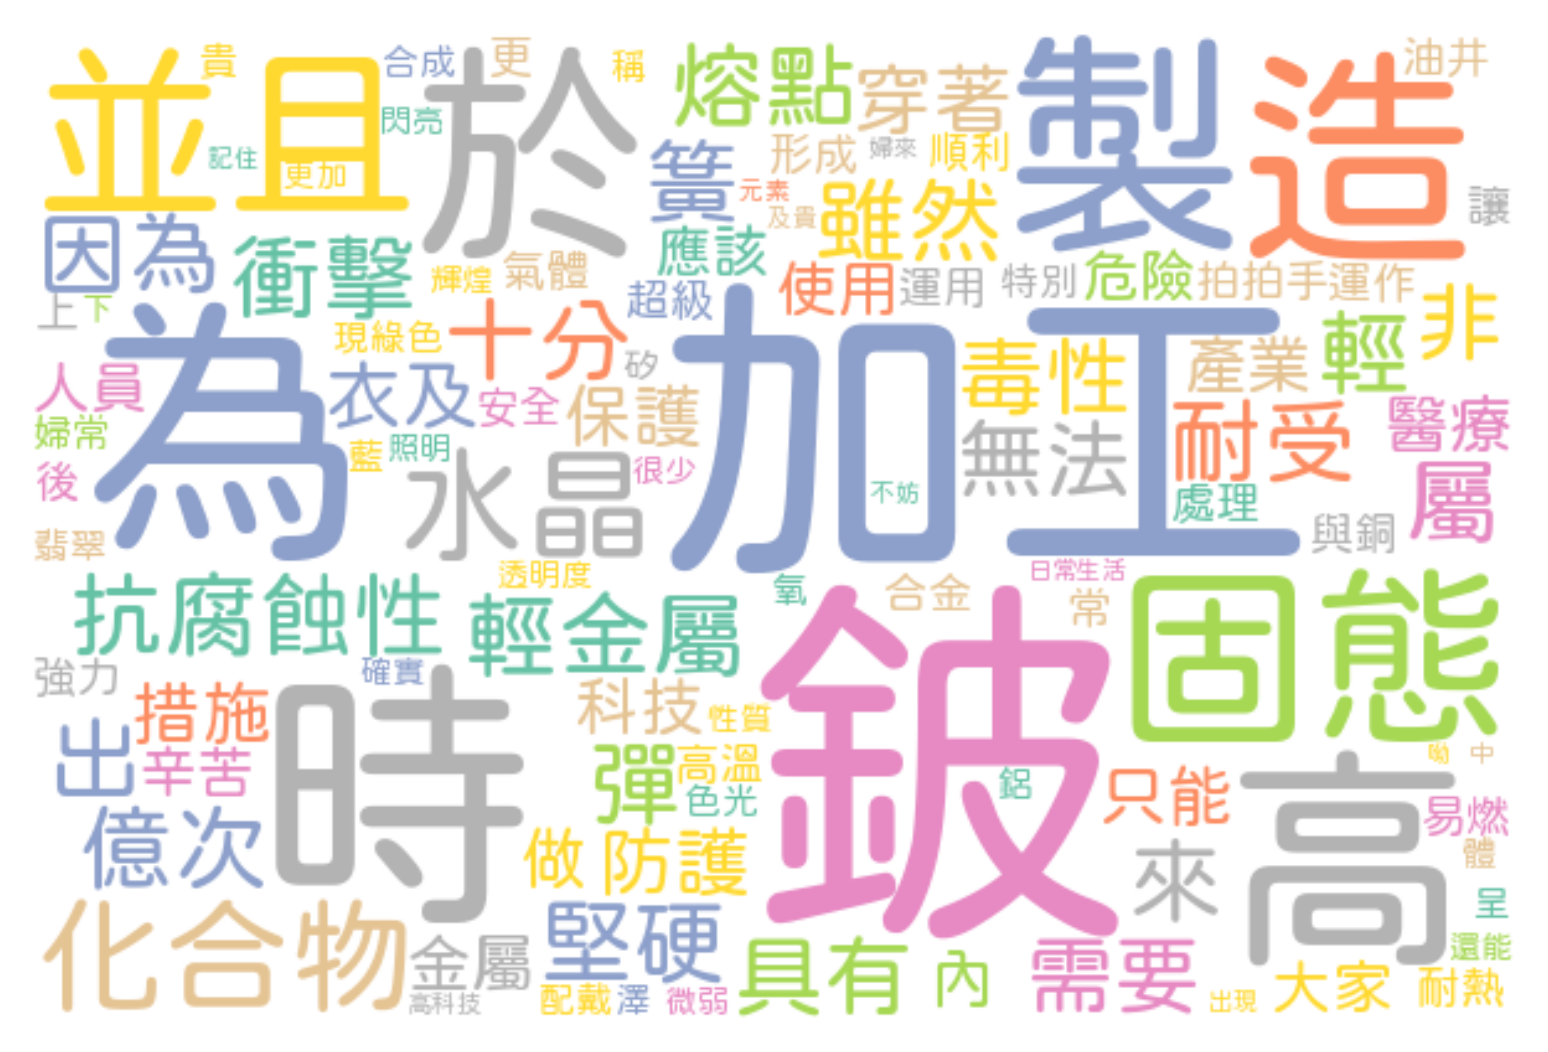 並且
貴
合成
更
於
稱
熔點
穿著
製
造
油井
閃亮
記住
更加
簧
形成
婦來
順利
元素
及貴
雖然
讓
因為
衝擊
輝煌
氣體
應該
超級
使用
運用
特別
危險
拍拍手運作
上
下
為
現綠色
十分
矽
加工
毒性
產業
輕
非
人員
衣及
安全
保護
無法
耐受
醫療
婦常
藍
照明
水晶
很少
不妨
處理
屬
後
翡翠
與銅
透明度
氧
合金
日常生活
常
固態
抗腐蝕性
輕金屬
鈹
強力
確實
措施
時
科技
性質
出
辛苦
彈
高溫
色光
鋁
只能
高
呦
中
億次
做
防護
來
易燃
體
化合物
金屬
堅硬
具有
內
需要
呈
還能
高科技
配戴
澤
微弱
出現
大家
耐熱